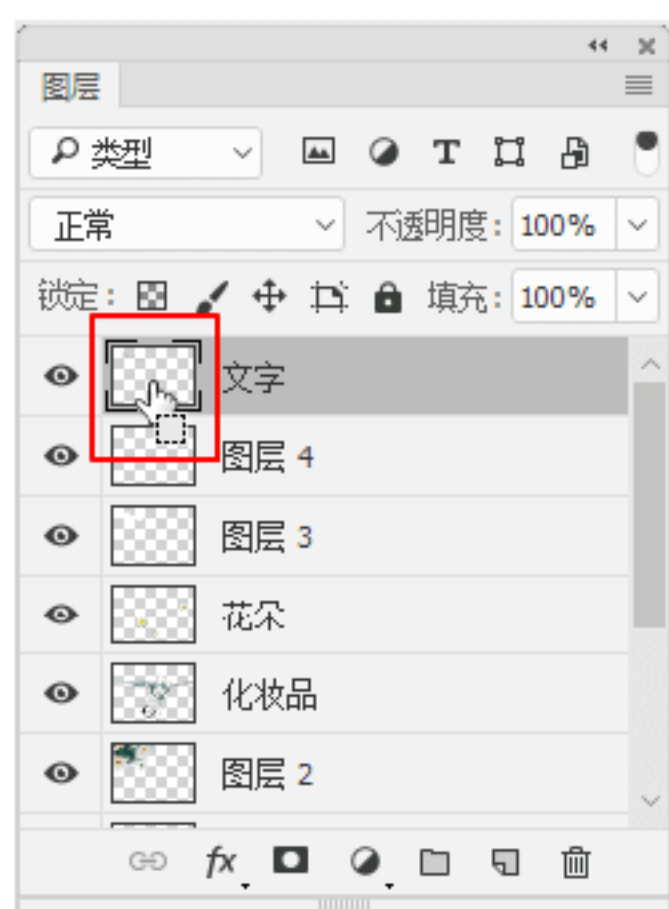 图层
类型
正常 不透明度: 100%
锁定: 填充: 100%
文字
图层 4
图层 3
花朵
化妆品
图层 2
fx